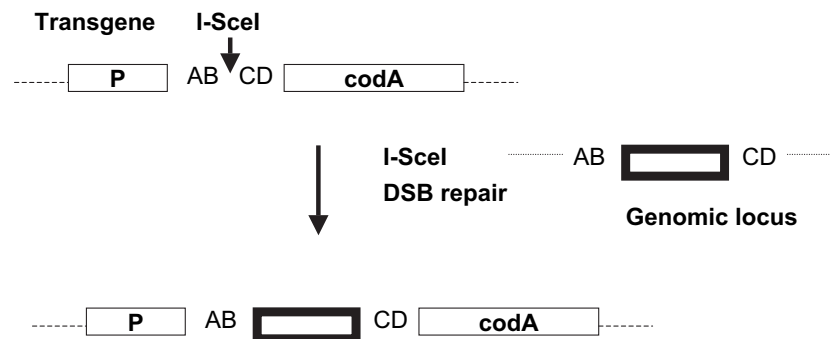 Transgene I-SceI
P AB CD codA
I-SceI AB CD
DSB repair
Genomic locus
P AB CD codA